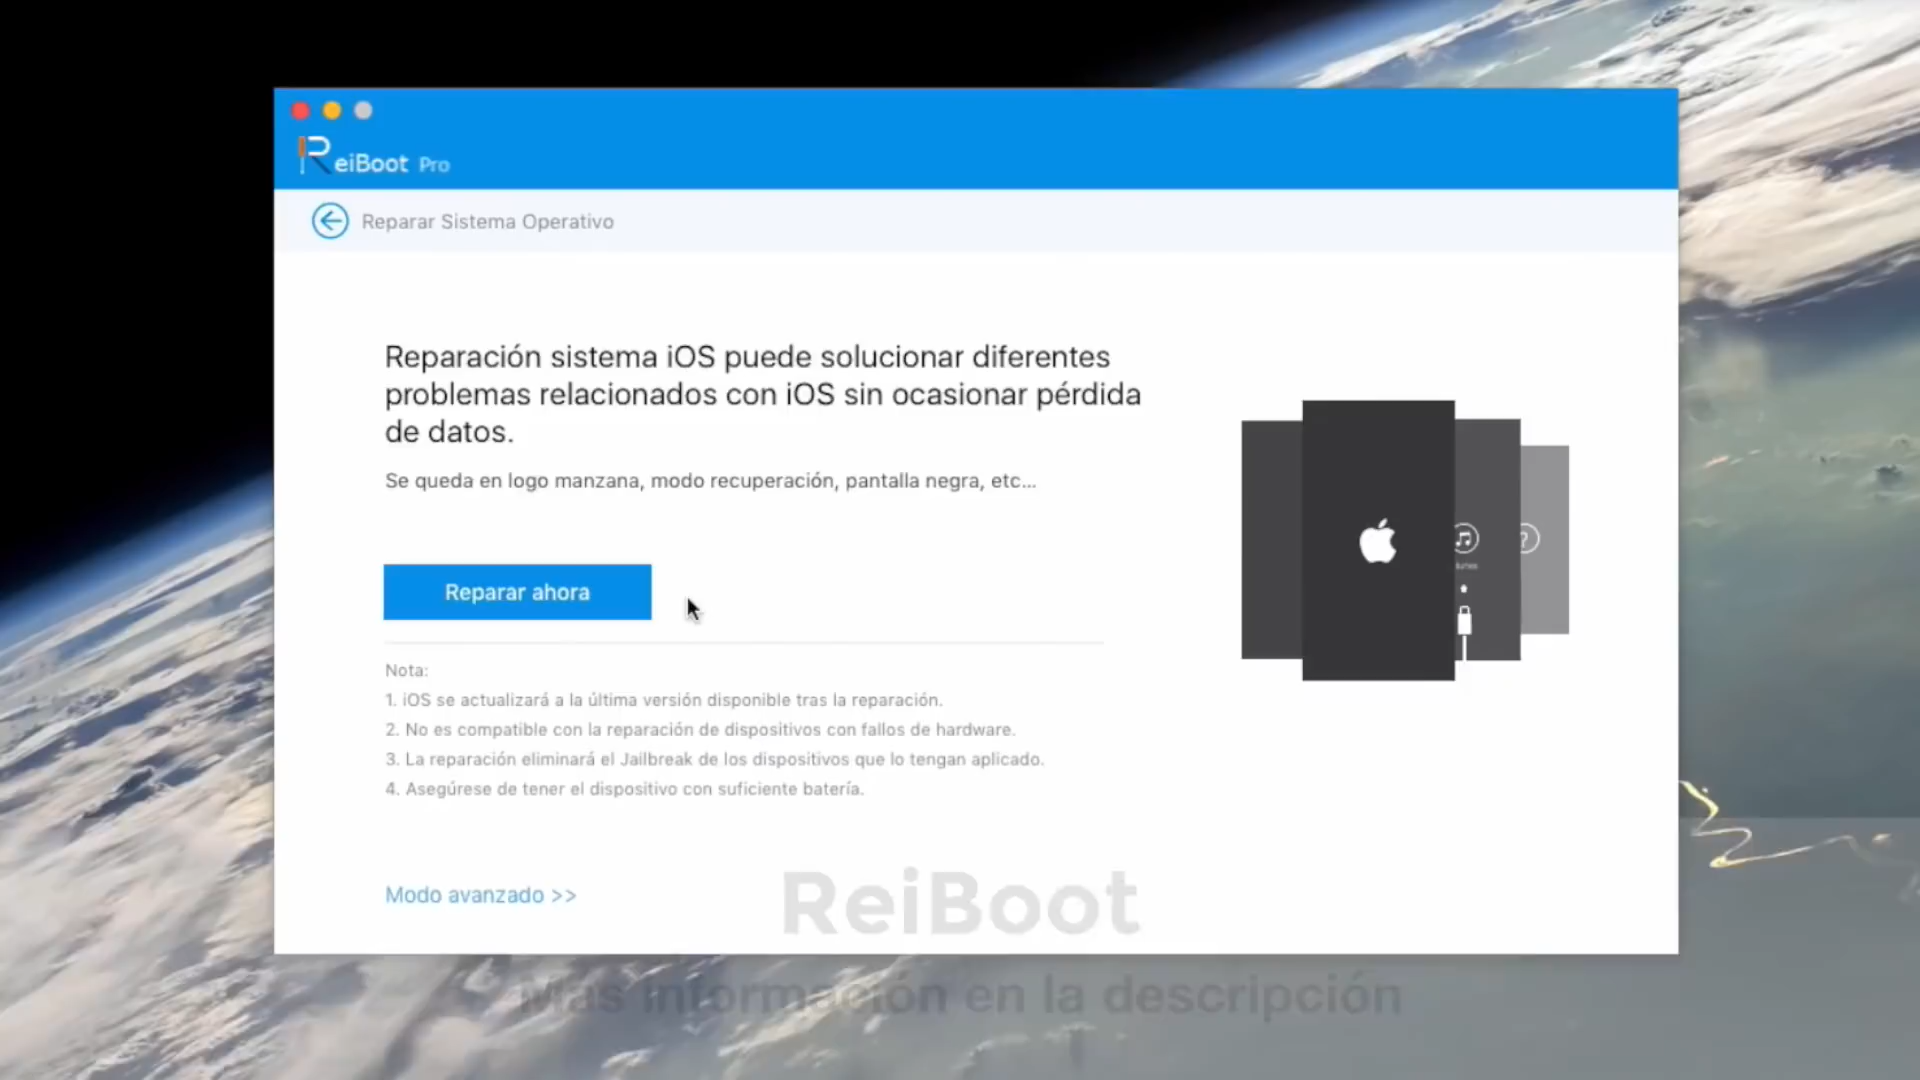 ReiBoot Pro
Reparar Sistema Operativo
Reparación sistema iOS puede solucionar diferentes
problemas relacionados con iOS sin ocasionar pérdida
de datos.
Se queda en logo manzana, modo recuperación, pantalla negra, etc...
Reparar ahora
Nota:
1. iOS se actualizará a la última versión disponible tras la reparación.
2. No es compatible con la reparación de dispositivos con fallos de hardware.
3. La reparación eliminará el Jailbreak de los dispositivos que lo tengan aplicado.
4. Asegúrese de tener el dispositivo con suficiente batería.
Modo avanzado >>
ReiBoot
Más información en la descripción